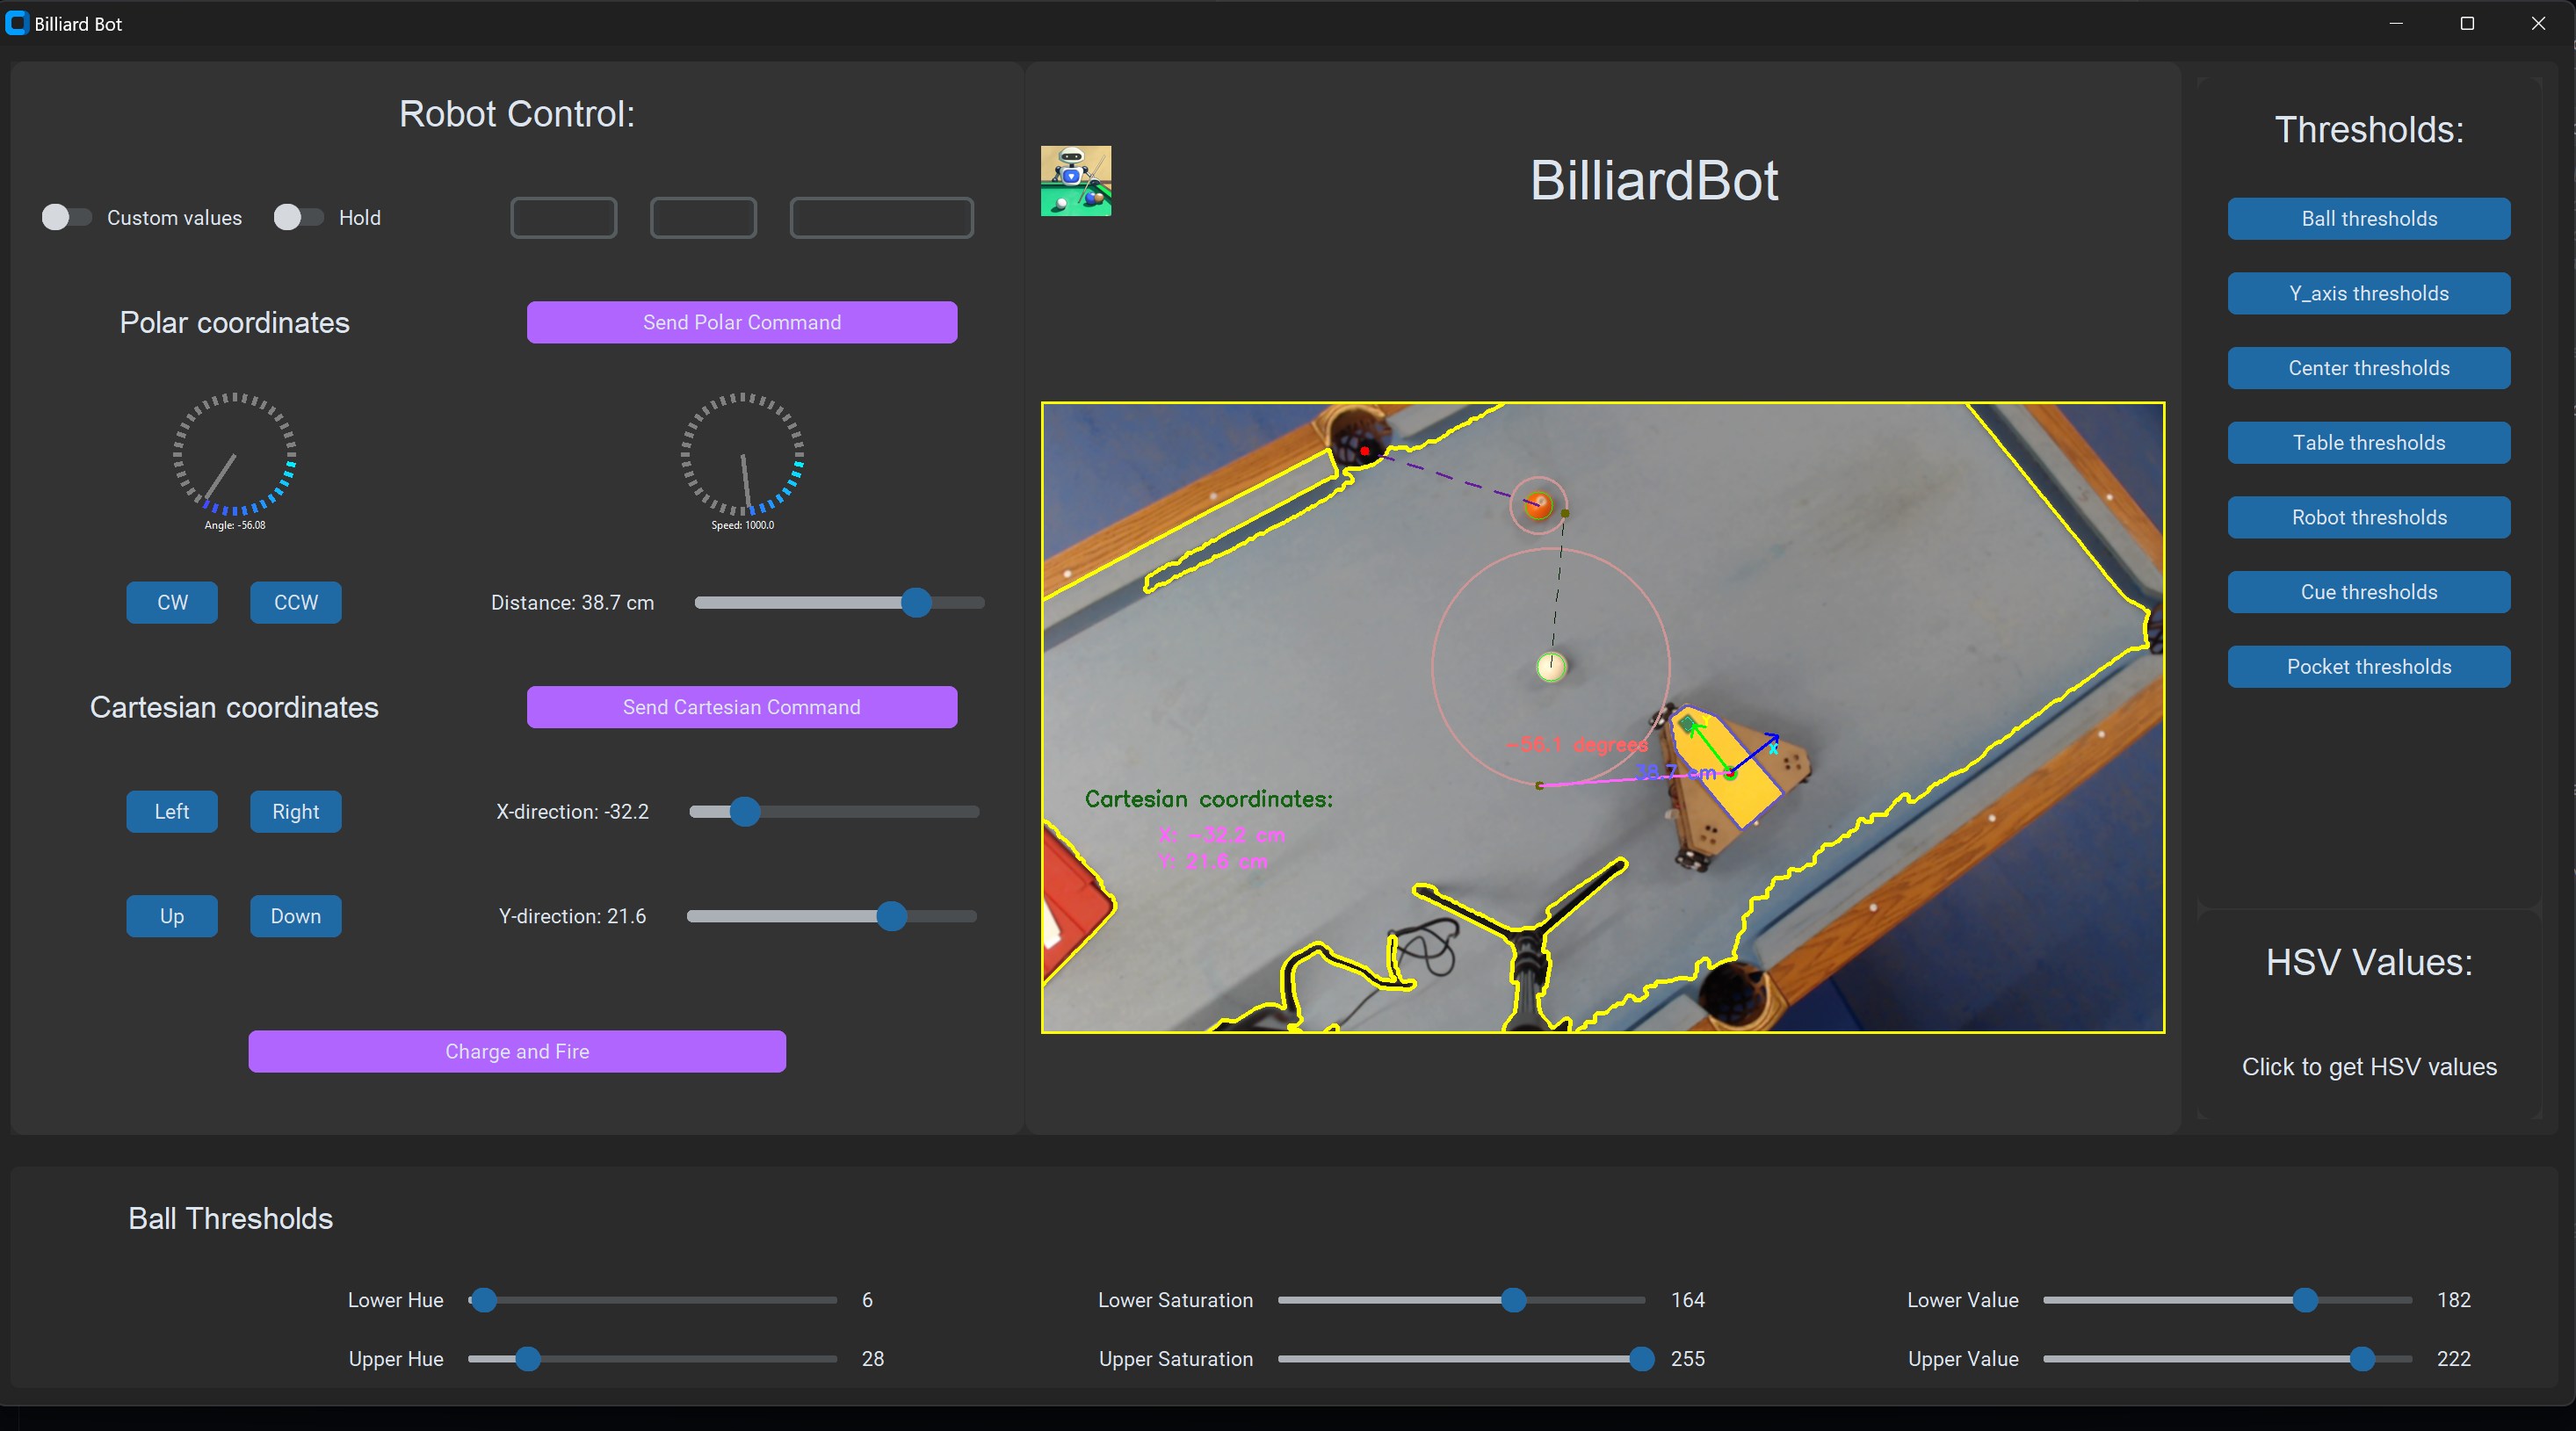 Billiard Bot
Robot Control:
Custom values
Hold
Polar coordinates
Send Polar Command
Angle: -56.08
Speed: 1000.0
CW
CCW
Distance: 38.7 cm
Cartesian coordinates
Send Cartesian Command
Left
Right
X-direction: -32.2
Up
Down
Y-direction: 21.6
Charge and Fire
BilliardBot
-56.1 degrees
38.7 cm
X
Cartesian coordinates:
X: -32.2 cm
Y: 21.6 cm
Thresholds:
Ball thresholds
Y_axis thresholds
Center thresholds
Table thresholds
Robot thresholds
Cue thresholds
Pocket thresholds
HSV Values:
Click to get HSV values
Ball Thresholds
Lower Hue 6
Lower Saturation 164
Lower Value 182
Upper Hue 28
Upper Saturation 255
Upper Value 222